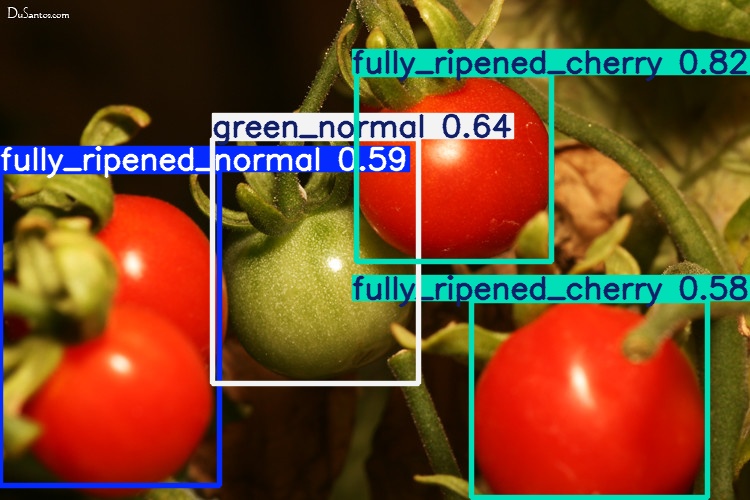 DuSantos.com
fully_ripened_cherry 0.82
green_normal 0.64
fully_ripened_normal 0.59
fully_ripened_cherry 0.58